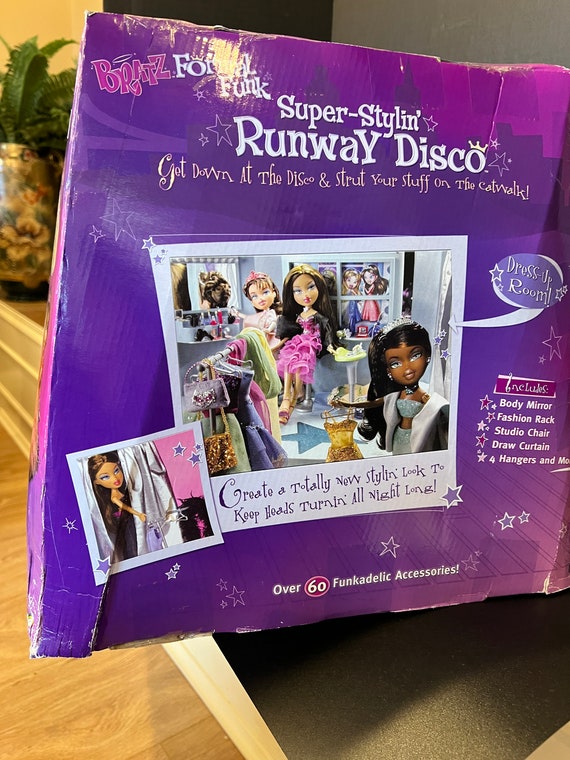 BRATZ Formal
Funk
Super-Stylin'
Runway Disco
Get Down At The Disco & Strut Your Stuff On The Catwalk!
Dress-Up
Room!
Includes:
Body Mirror
Fashion Rack
Studio Chair
Draw Curtain
4 Hangers and Mo
Create a Totally New Stylin' Look To
Keep Heads Turnin' All Night Long!
Over 60 Funkadelic Accessories!